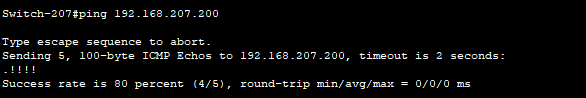 Switch-207#ping 192.168.207.200
Type escape sequence to abort.
Sending 5, 100-byte ICMP Echos to 192.168.207.200, timeout is 2 seconds:
.!!!!
Success rate is 80 percent (4/5), round-trip min/avg/max = 0/0/0 ms